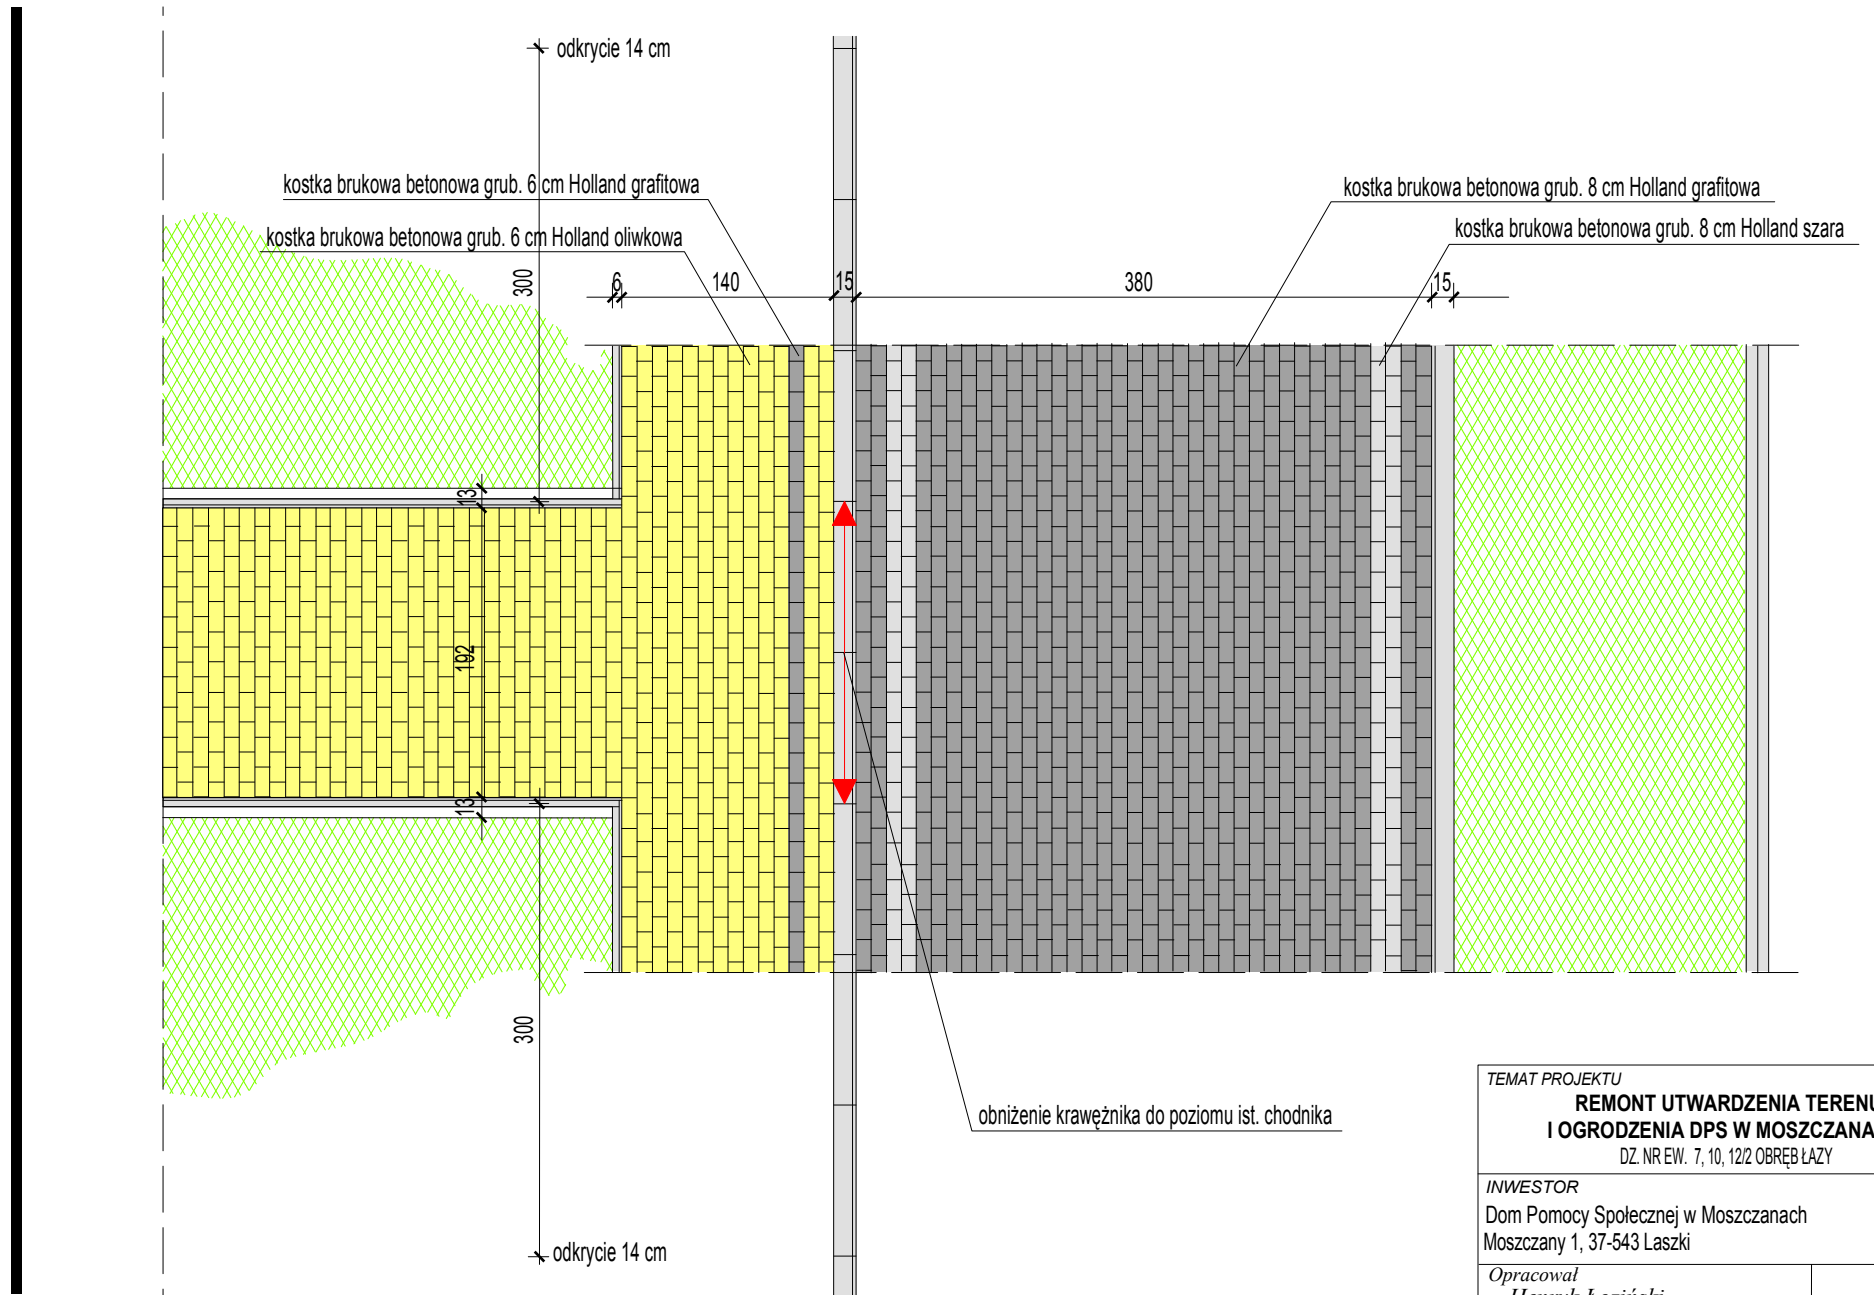 odkrycie 14 cm
kostka brukowa betonowa grub. 6 cm Holland grafitowa
kostka brukowa betonowa grub. 8 cm Holland grafitowa
kostka brukowa betonowa grub. 6 cm Holland oliwkowa
kostka brukowa betonowa grub. 8 cm Holland szara
300
6
140
15
380
15
13
192
13
300
obniżenie krawężnika do poziomu ist. chodnika
odkrycie 14 cm
TEMAT PROJEKTU
REMONT UTWARDZENIA TERENU
I OGRODZENIA DPS W MOSZCZANA
DZ. NR EW. 7, 10, 12/2 OBRĘB ŁAZY
INWESTOR
Dom Pomocy Społecznej w Moszczanach
Moszczany 1, 37-543 Laszki
Opracował
Henryk Łoziński